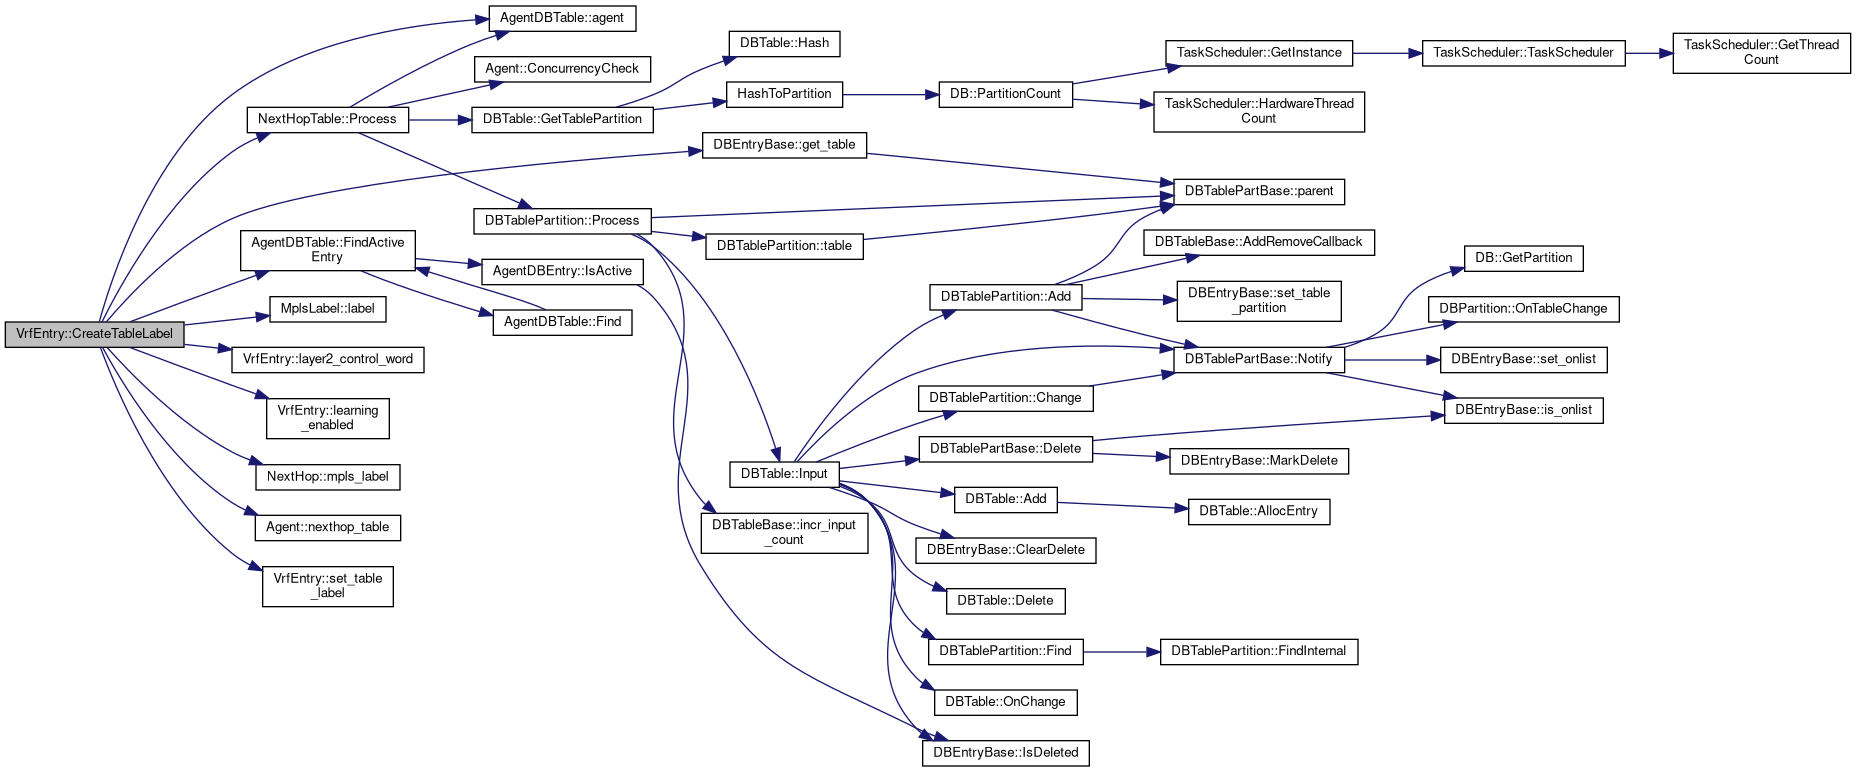 VrfEntry::CreateTableLabel
AgentDBTable::agent
NextHopTable::Process
Agent::ConcurrencyCheck
DBTable::GetTablePartition
DBTable::Hash
HashToPartition
DB::PartitionCount
TaskScheduler::GetInstance
TaskScheduler::TaskScheduler
TaskScheduler::GetThread
Count
TaskScheduler::HardwareThread
Count
DBEntryBase::get_table
DBTablePartBase::parent
DBTablePartition::Process
DBTablePartition::table
AgentDBTable::FindActive
Entry
AgentDBEntry::IsActive
AgentDBTable::Find
MplsLabel::label
VrfEntry::layer2_control_word
VrfEntry::learning
_enabled
NextHop::mpls_label
Agent::nexthop_table
VrfEntry::set_table
_label
DBTable::Input
DBTableBase::incr_input
_count
DBTablePartition::Add
DBTableBase::AddRemoveCallback
DBEntryBase::set_table
_partition
DBTablePartBase::Notify
DB::GetPartition
DBPartition::OnTableChange
DBEntryBase::set_onlist
DBEntryBase::is_onlist
DBTablePartition::Change
DBTablePartBase::Delete
DBEntryBase::MarkDelete
DBTable::Add
DBTable::AllocEntry
DBEntryBase::ClearDelete
DBTable::Delete
DBTablePartition::Find
DBTablePartition::FindInternal
DBTable::OnChange
DBEntryBase::IsDeleted